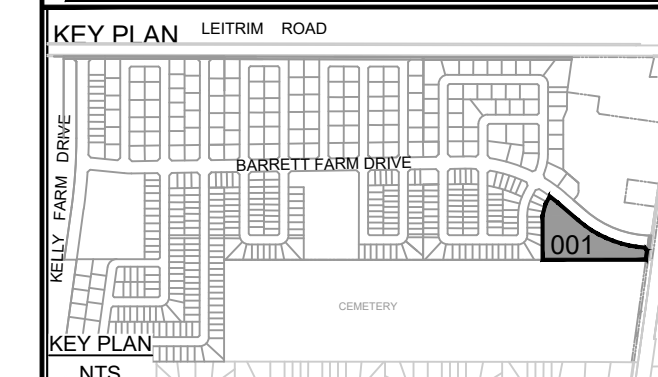 KEY PLAN
LEITRIM ROAD
KELLY FARM DRIVE
BARRETT FARM DRIVE
001
CEMETERY
KEY PLAN
NTS